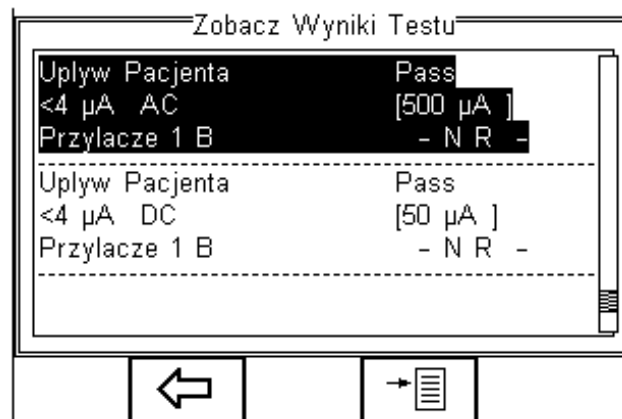 Zobacz Wyniki Testu
Uplyw Pacjenta Pass
<4 µA AC [500 µA ]
Przylacze 1 B – N R –
Uplyw Pacjenta Pass
<4 µA DC [50 µA ]
Przylacze 1 B – N R –